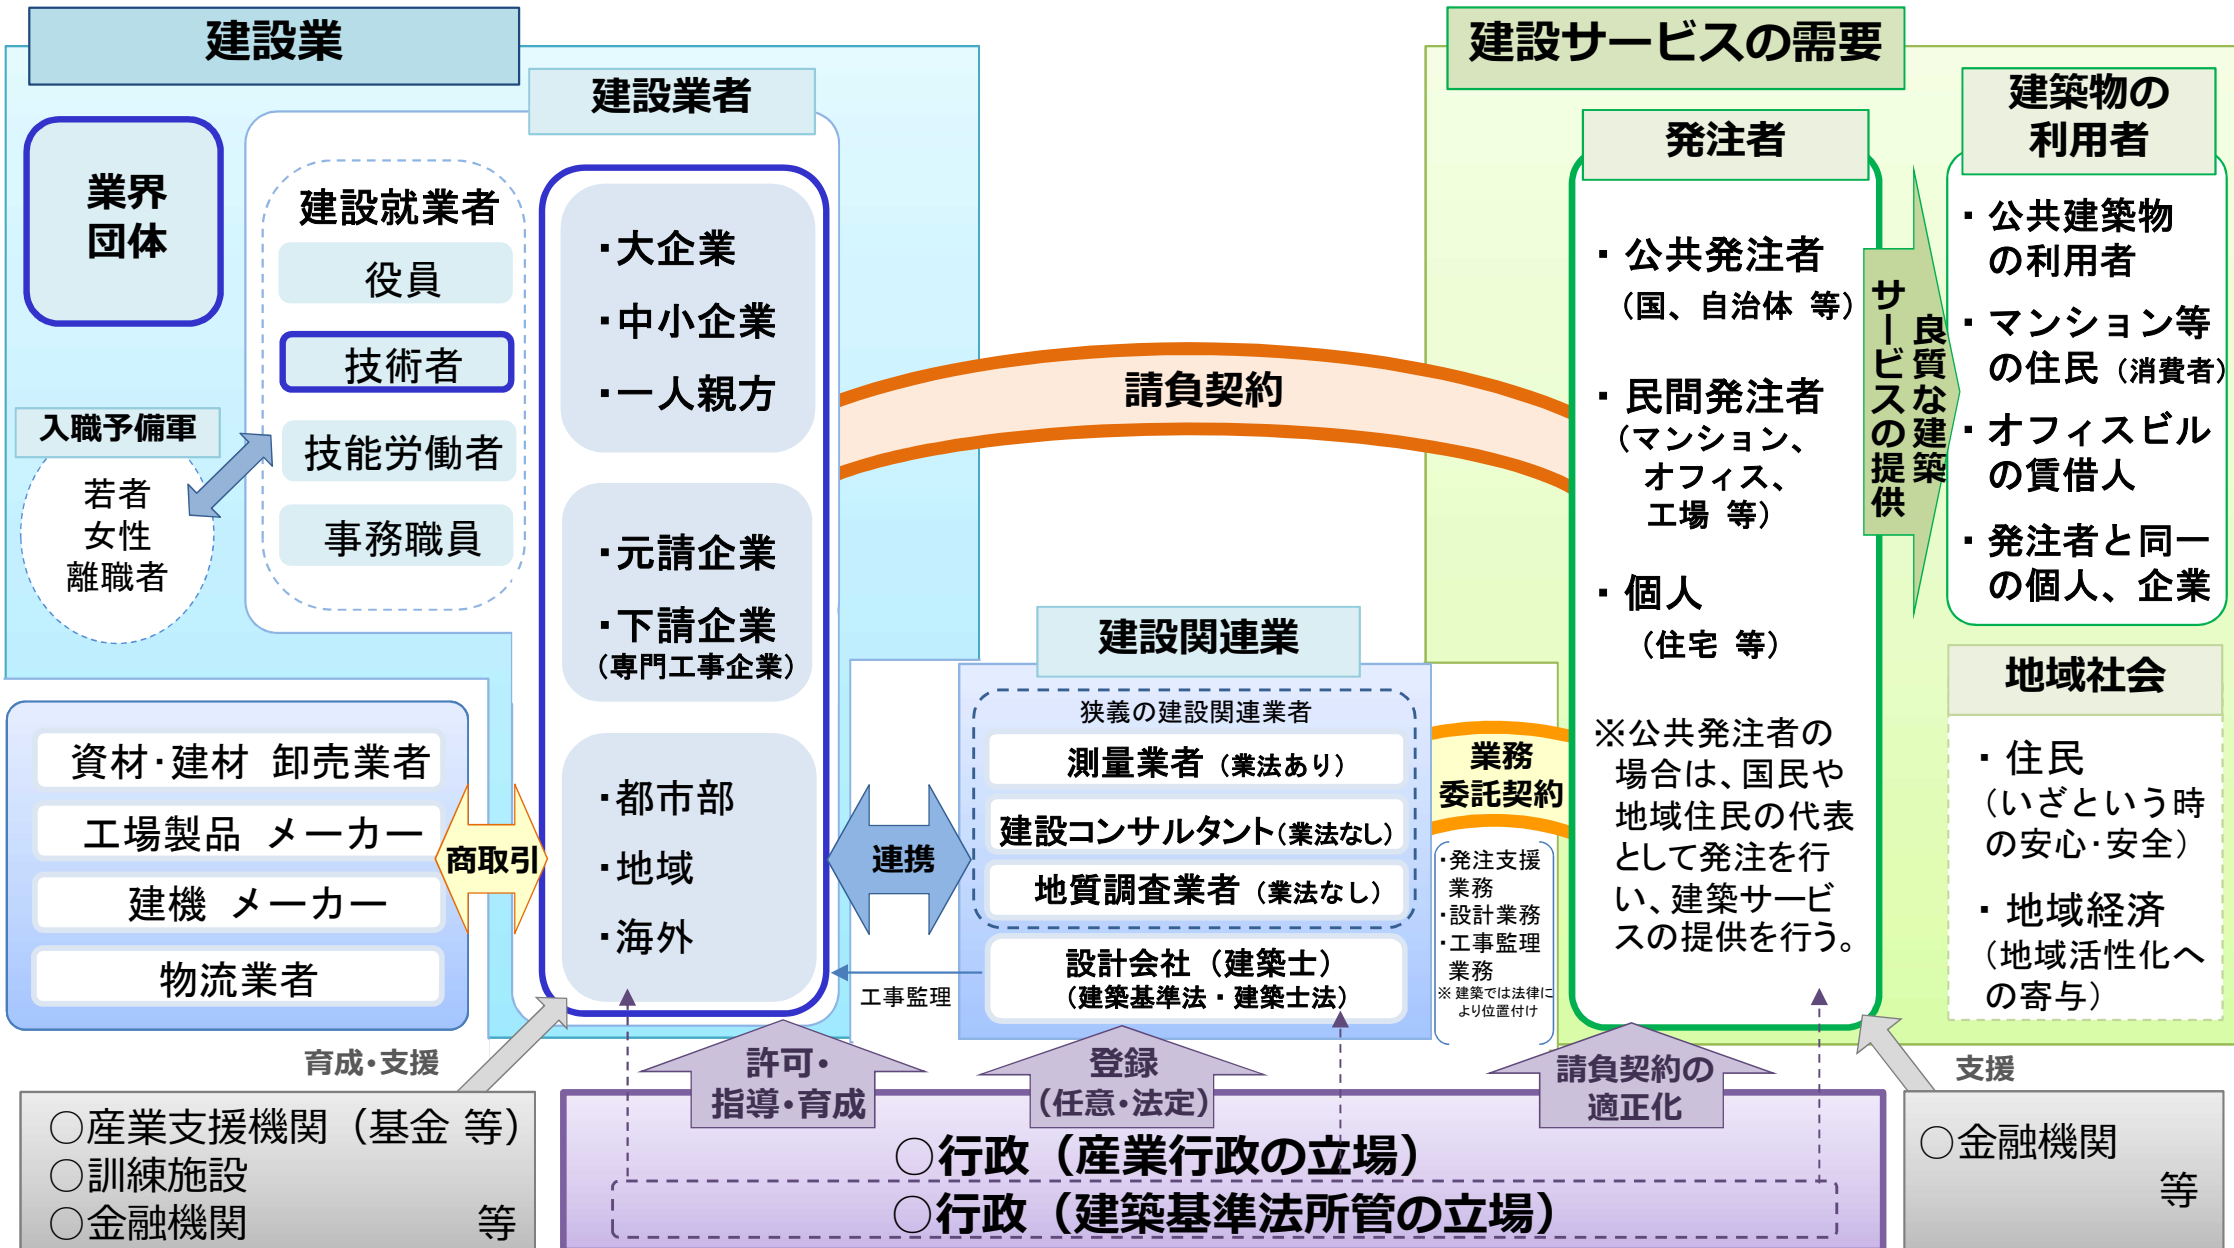 建設業
建設業者
業界
団体
建設就業者
役員
技術者
技能労働者
事務職員
入職予備軍
若者
女性
離職者
・大企業
・中小企業
・一人親方
・元請企業
・下請企業
（専門工事企業）
・都市部
・地域
・海外
資材・建材 卸売業者
工場製品 メーカー
建機 メーカー
物流業者
商取引
連携
請負契約
建設関連業
狭義の建設関連業者
測量業者（業法あり）
建設コンサルタント（業法なし）
地質調査業者（業法なし）
設計会社（建築士）
（建築基準法・建築士法）
工事監理
業務
委託契約
・発注支援
業務
・設計業務
・工事監理
業務
※ 建築では法律に
より位置付け
建設サービスの需要
発注者
・公共発注者
（国、自治体 等）
・民間発注者
（マンション、
オフィス、
工場 等）
・個人
（住宅 等）
※公共発注者の
場合は、国民や
地域住民の代表
として発注を行
い、建築サービ
スの提供を行う。
良質な建築
サービスの提供
建築物の
利用者
・公共建築物
の利用者
・マンション等
の住民（消費者）
・オフィスビル
の賃借人
・発注者と同一
の個人、企業
地域社会
・住民
（いざという時
の安心・安全）
・地域経済
（地域活性化へ
の寄与）
育成・支援
○産業支援機関（基金 等）
○訓練施設
○金融機関 等
許可・
指導・育成
登録
（任意・法定）
請負契約の
適正化
○行政（産業行政の立場）
○行政（建築基準法所管の立場）
支援
○金融機関
等